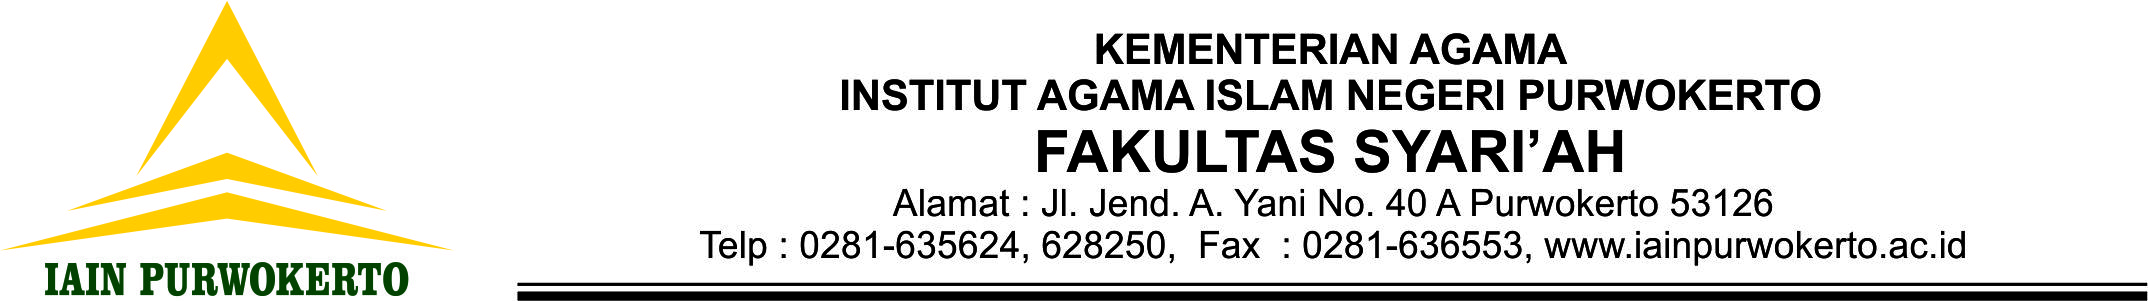 KEMENTERIAN AGAMA
INSTITUT AGAMA ISLAM NEGERI PURWOKERTO
FAKULTAS SYARI’AH
Alamat : Jl. Jend. A. Yani No. 40 A Purwokerto 53126
Telp : 0281-635624, 628250,  Fax  : 0281-636553, www.iainpurwokerto.ac.id
IAIN PURWOKERTO